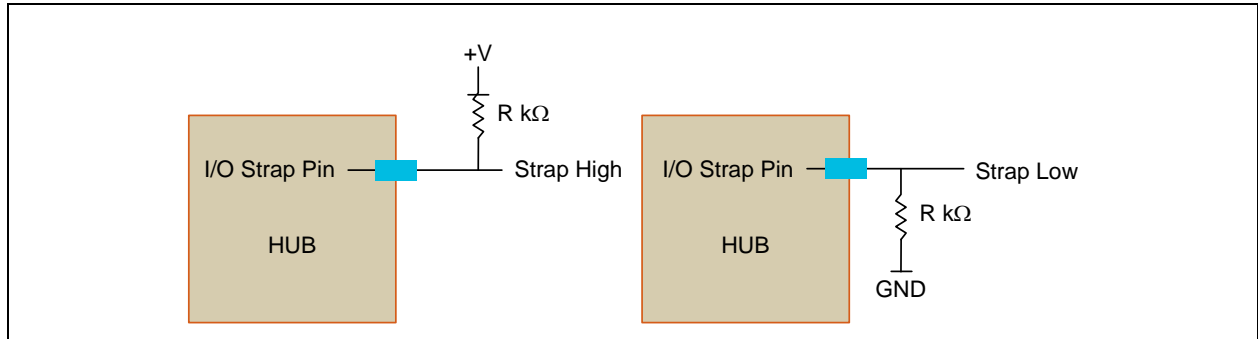 +V
R kΩ
I/O Strap Pin
Strap High
HUB
I/O Strap Pin
Strap Low
R kΩ
HUB
GND